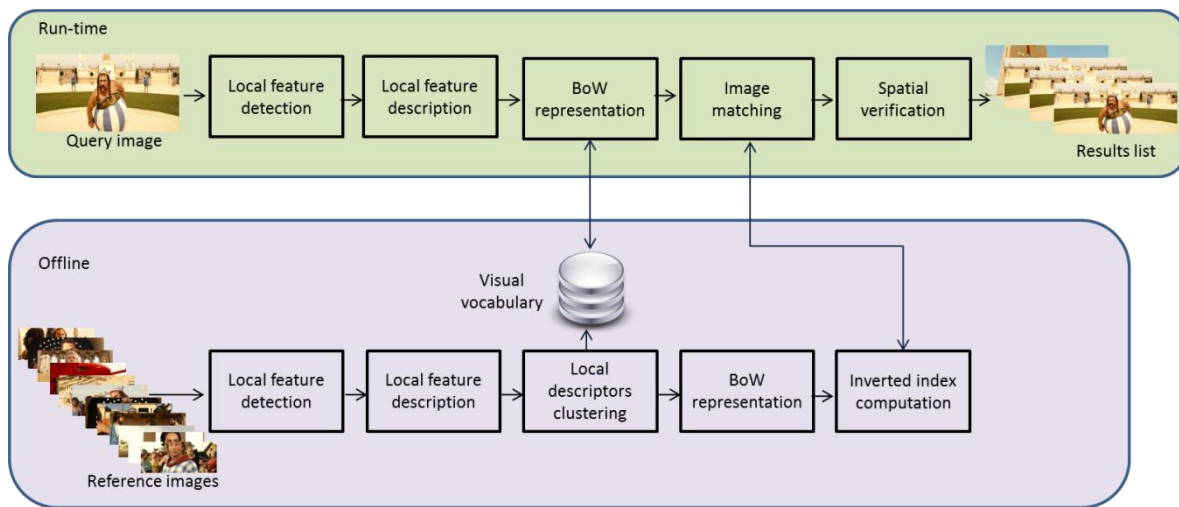 Run-time
Query image
Local feature
detection
Local feature
description
BoW
representation
Image
matching
Spatial
verification
Results list
Offline
Visual
vocabulary
Reference images
Local feature
detection
Local feature
description
Local
descriptors
clustering
BoW
representation
Inverted index
computation